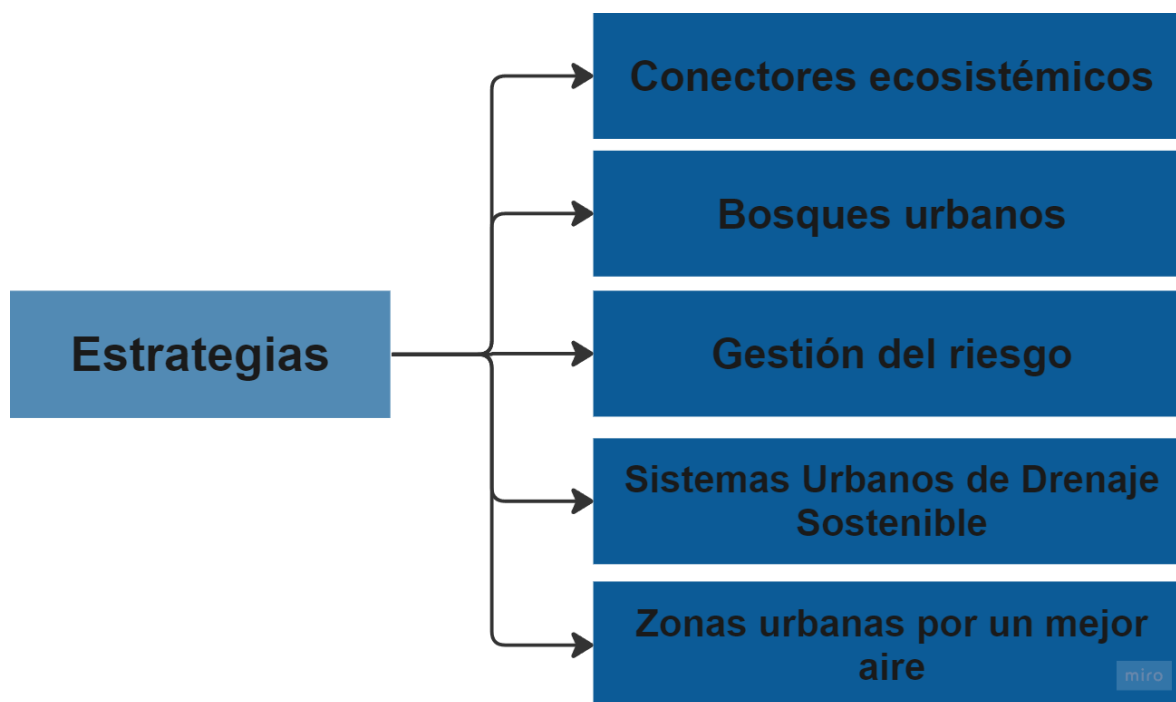 Conectores ecosistémicos
Bosques urbanos
Estrategias
Gestión del riesgo
Sistemas Urbanos de Drenaje
Sostenible
Zonas urbanas por un mejor
aire
miro